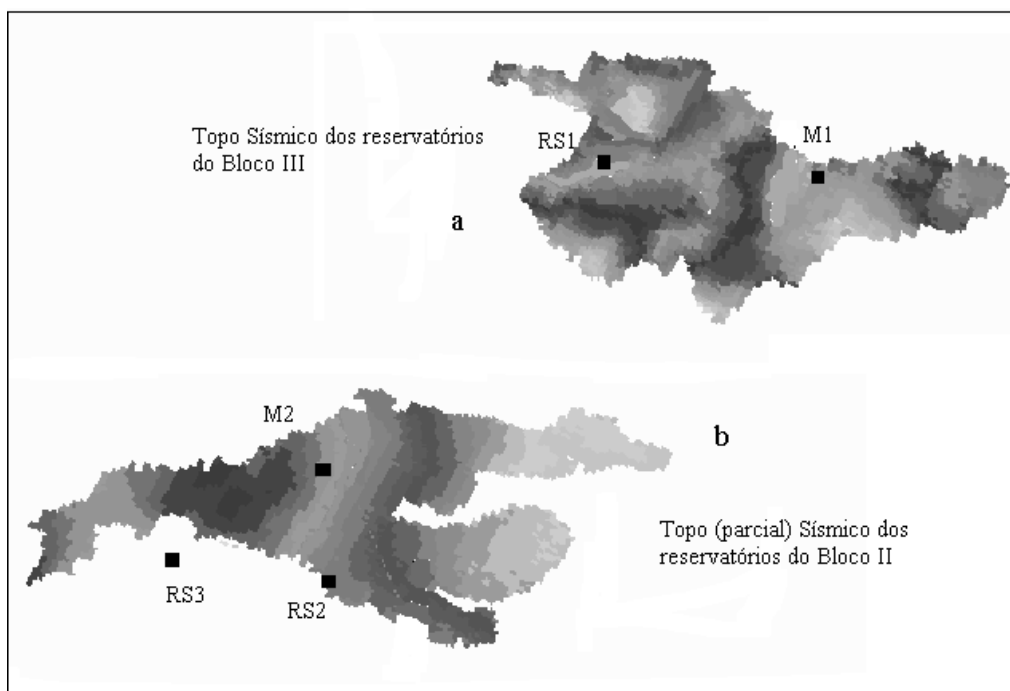 Topo Sísmico dos reservatórios
do Bloco III
RS1
M1
a
M2
b
Topo (parcial) Sísmico dos
reservatórios do Bloco II
RS3
RS2